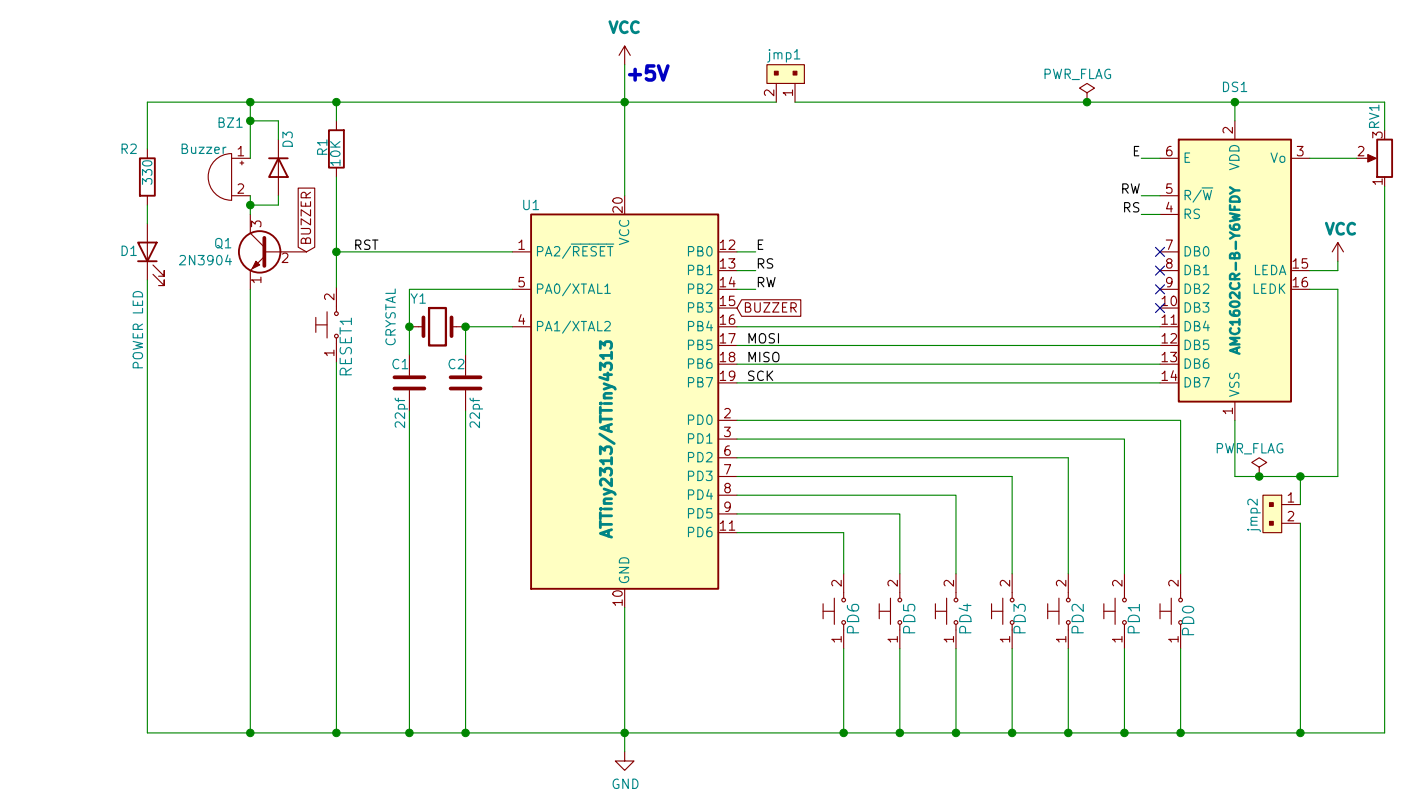 VCC
+5V
jmp1
2 1
PWR_FLAG
DS1
RV1
3
2
1
BZ1
Buzzer
1
+
2
D3
R2
330
R1
10K
BUZZER
D1
POWER LED
Q1
2N3904
3
2
1
RST
2
1
RESET1
CRYSTAL
Y1
C1
22pf
C2
22pf
U1
20
VCC
1 PA2/RESET
5 PA0/XTAL1
4 PA1/XTAL2
ATTiny2313/ATTiny4313
PB0 12 E
PB1 13 RS
PB2 14 RW
PB3 15 BUZZER
PB4 16
PB5 17 MOSI
PB6 18 MISO
PB7 19 SCK
PD0 2
PD1 3
PD2 6
PD3 7
PD4 8
PD5 9
PD6 11
GND
10
GND
2
VDD
E 6 E
Vo 3
RW 5 R/W
RS 4 RS
7 DB0
8 DB1
9 DB2
10 DB3
11 DB4
12 DB5
13 DB6
14 DB7
AMC1602CR-B-Y6WFDY
LEDA 15
LEDK 16
VCC
VSS
1
PWR_FLAG
jmp2
1
2
2 1 PD6
2 1 PD5
2 1 PD4
2 1 PD3
2 1 PD2
2 1 PD1
2 1 PD0